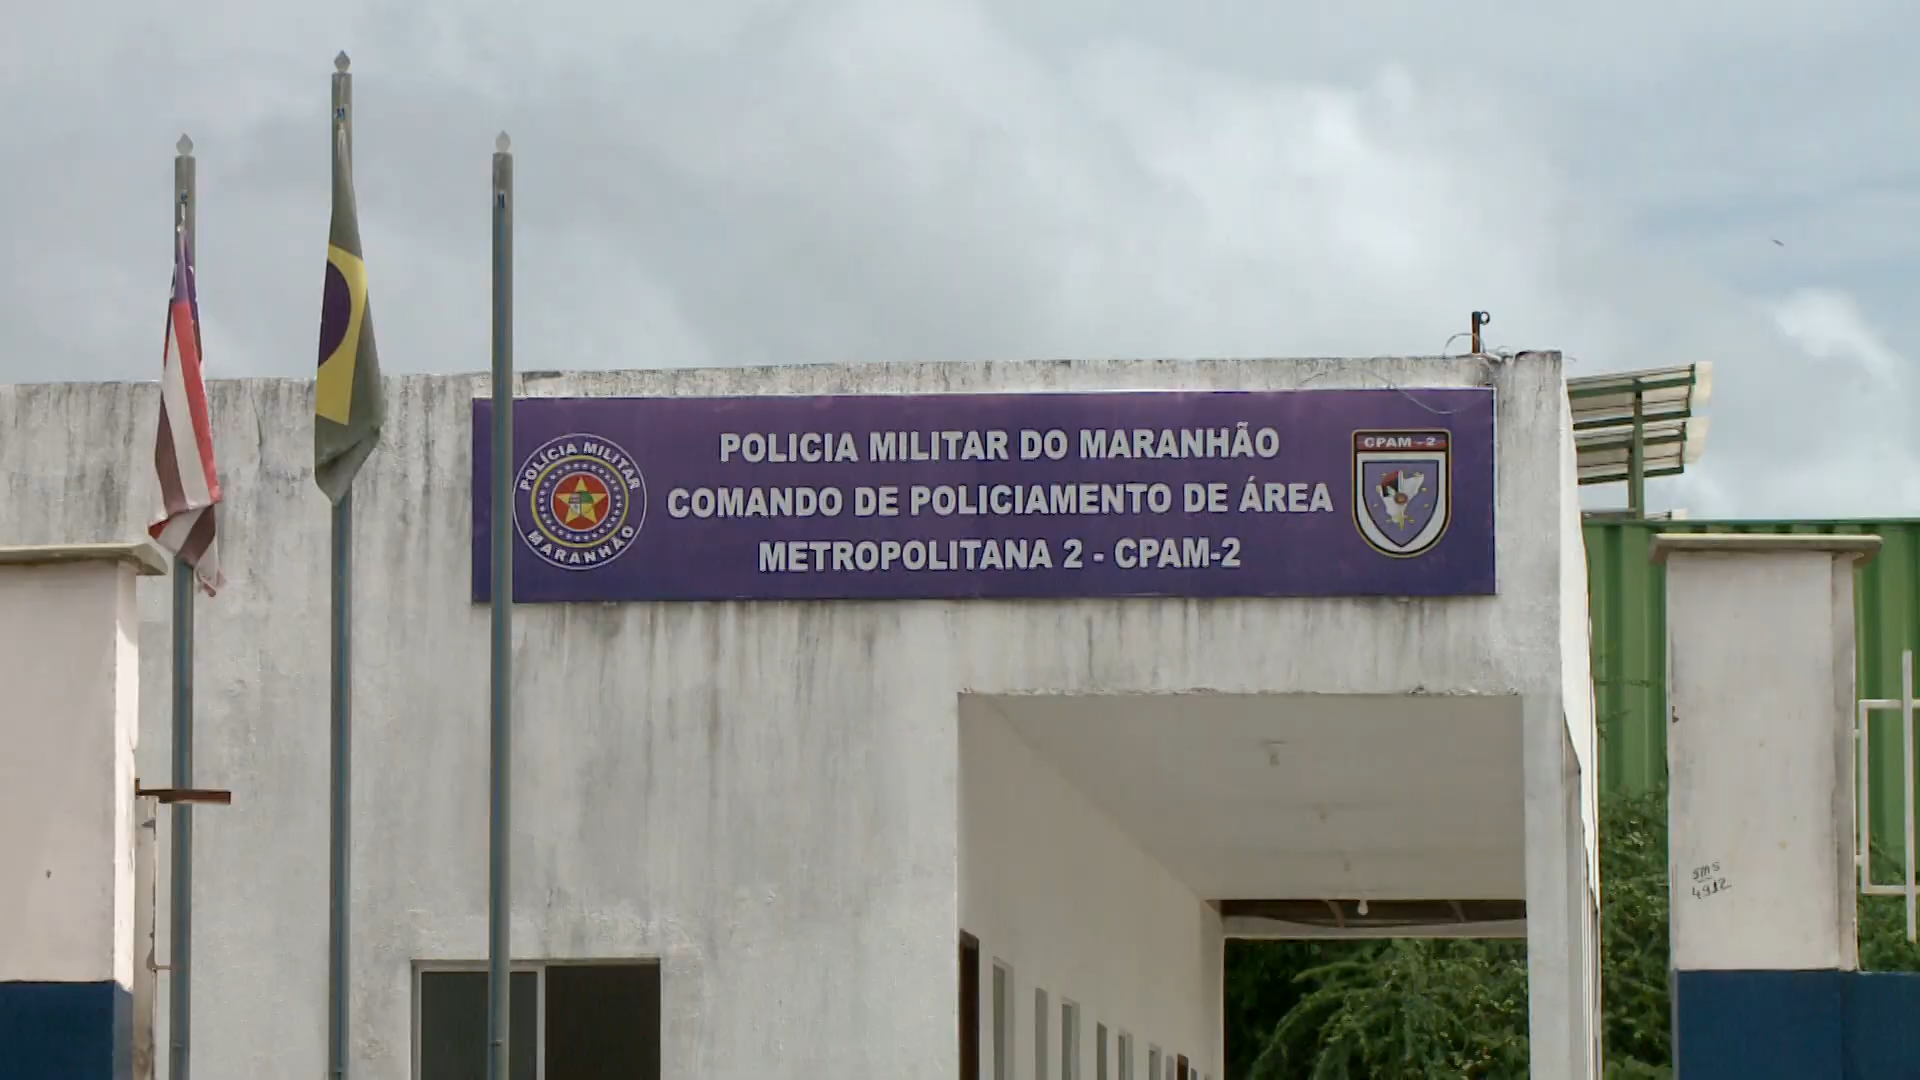 POLICIA MILITAR DO MARANHÃO
COMANDO DE POLICIAMENTO DE ÁREA
METROPOLITANA 2 - CPAM-2
POLÍCIA MILITAR
MARANHÃO
CPAM - 2
SMS
4912